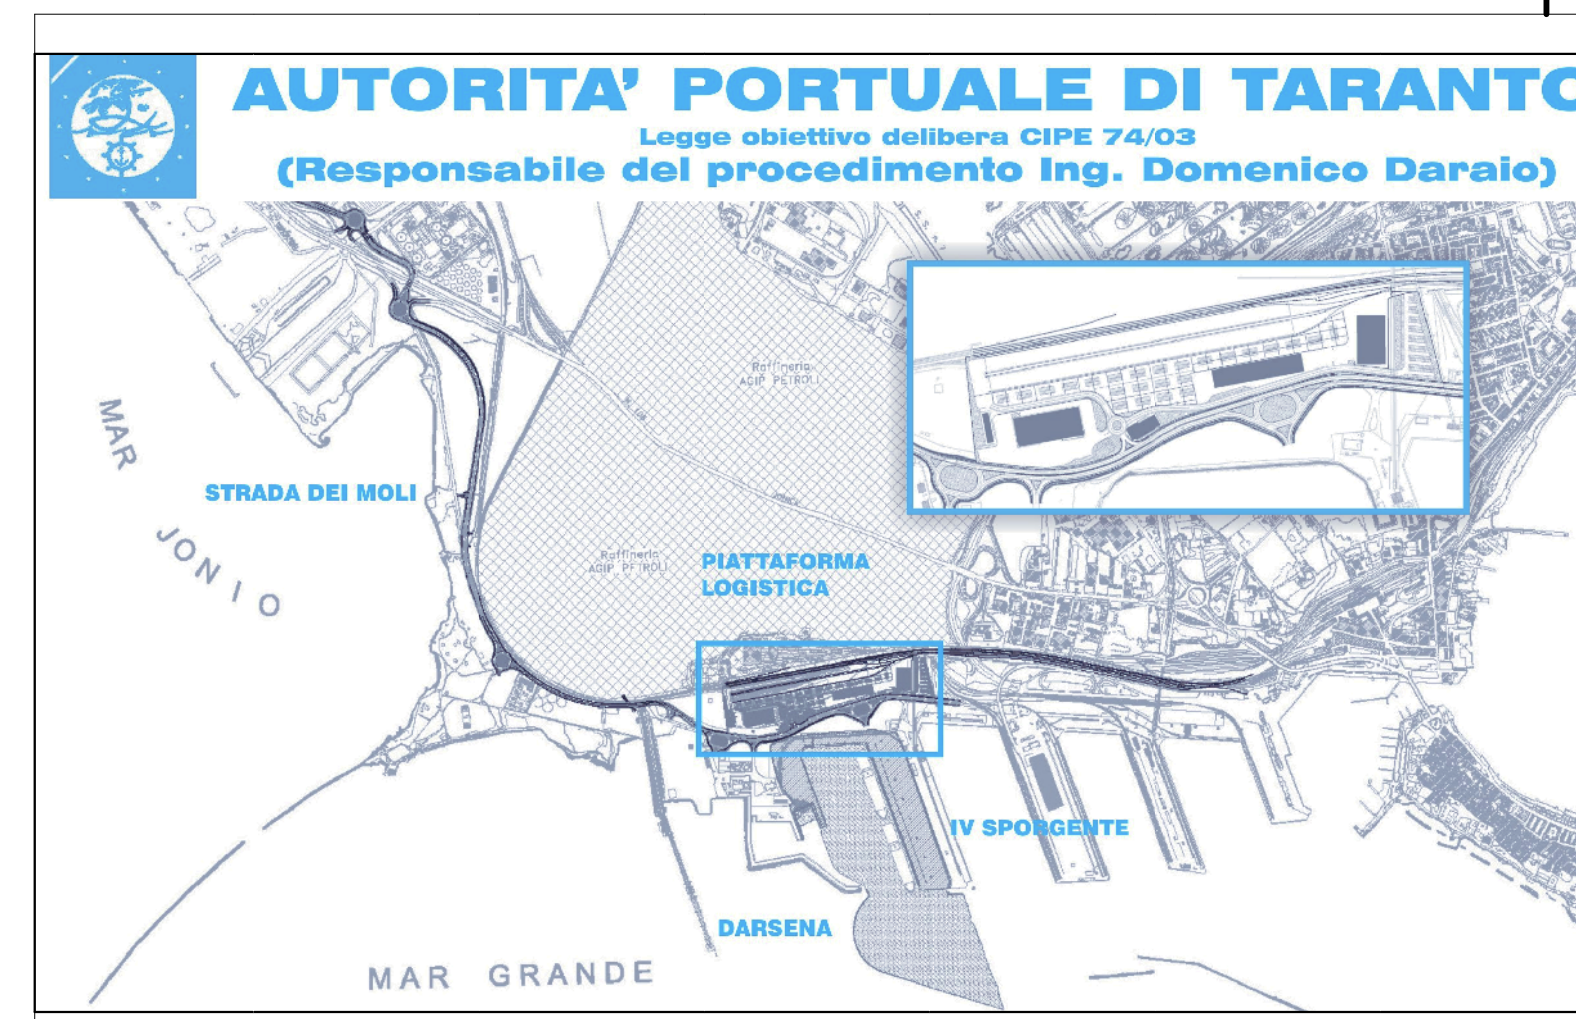 AUTORITA' PORTUALE DI TARANTO
Legge obiettivo delibera CIPE 74/03
(Responsabile del procedimento Ing. Domenico Daraio)
Raffineria
AGIP PETROLI
MAR
JONIO
STRADA DEI MOLI
Raffineria
AGIP PETROLI
PIATTAFORMA
LOGISTICA
IV SPORGENTE
DARSENA
MAR GRANDE